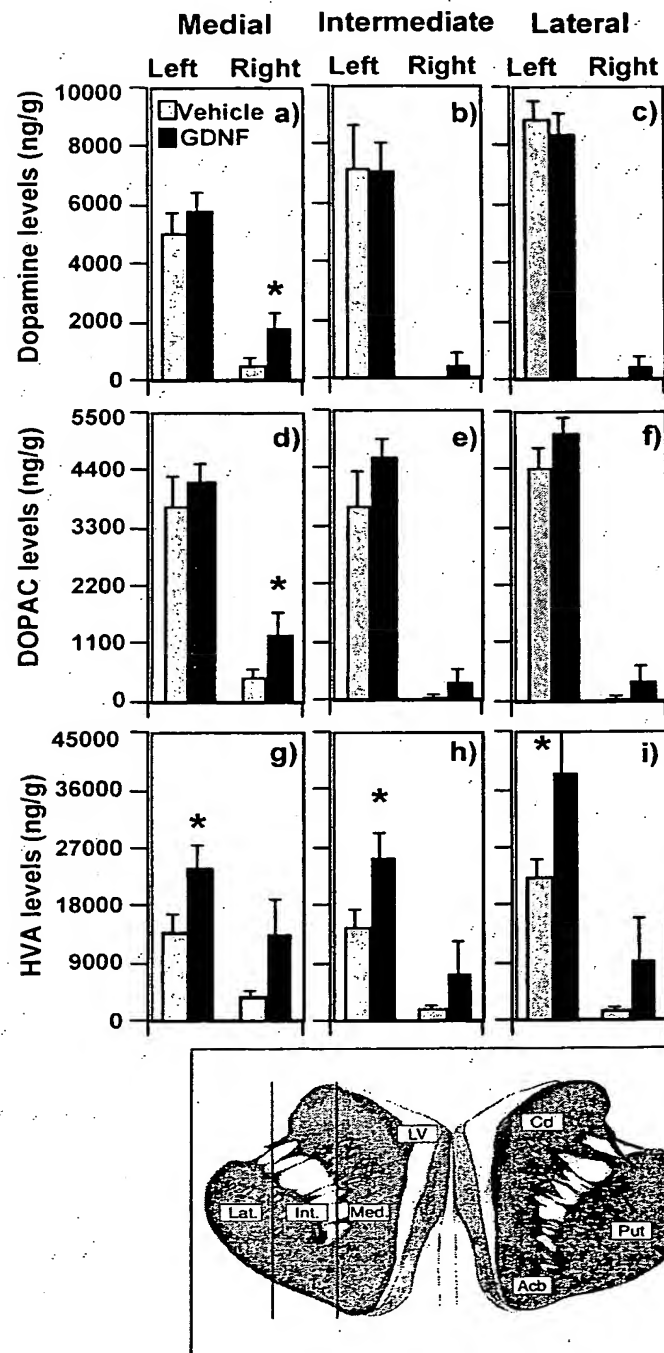 Medial Intermediate Lateral
Left Right Left Right Left Right
Dopamine levels (ng/g)
10000
8000
6000
4000
2000
0
Vehicle
GDNF
a)
*
b)
c)
DOPAC levels (ng/g)
5500
4400
3300
2200
1100
0
d)
*
e)
f)
HVA levels (ng/g)
45000
36000
27000
18000
9000
0
g)
*
h)
*
i)
*
LV Cd
Lat. Int. Med. Put
Acb